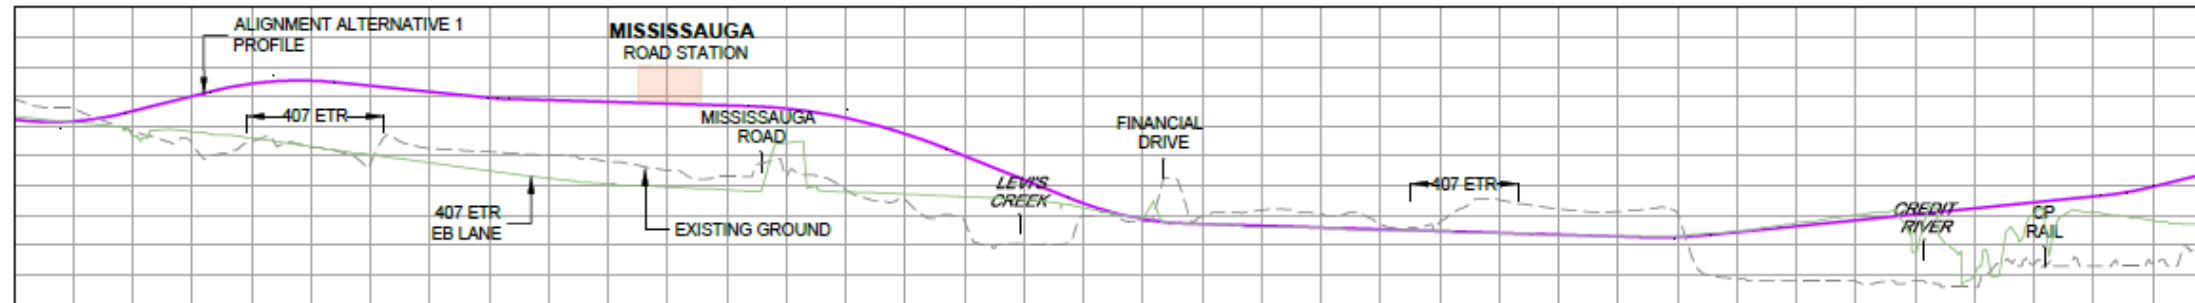 ALIGNMENT ALTERNATIVE 1
PROFILE
MISSISSAUGA
ROAD STATION
407 ETR
MISSISSAUGA
ROAD
FINANCIAL
DRIVE
LEVI'S
CREEK
407 ETR
407 ETR
EB LANE
EXISTING GROUND
CREDIT
RIVER
CP
RAIL